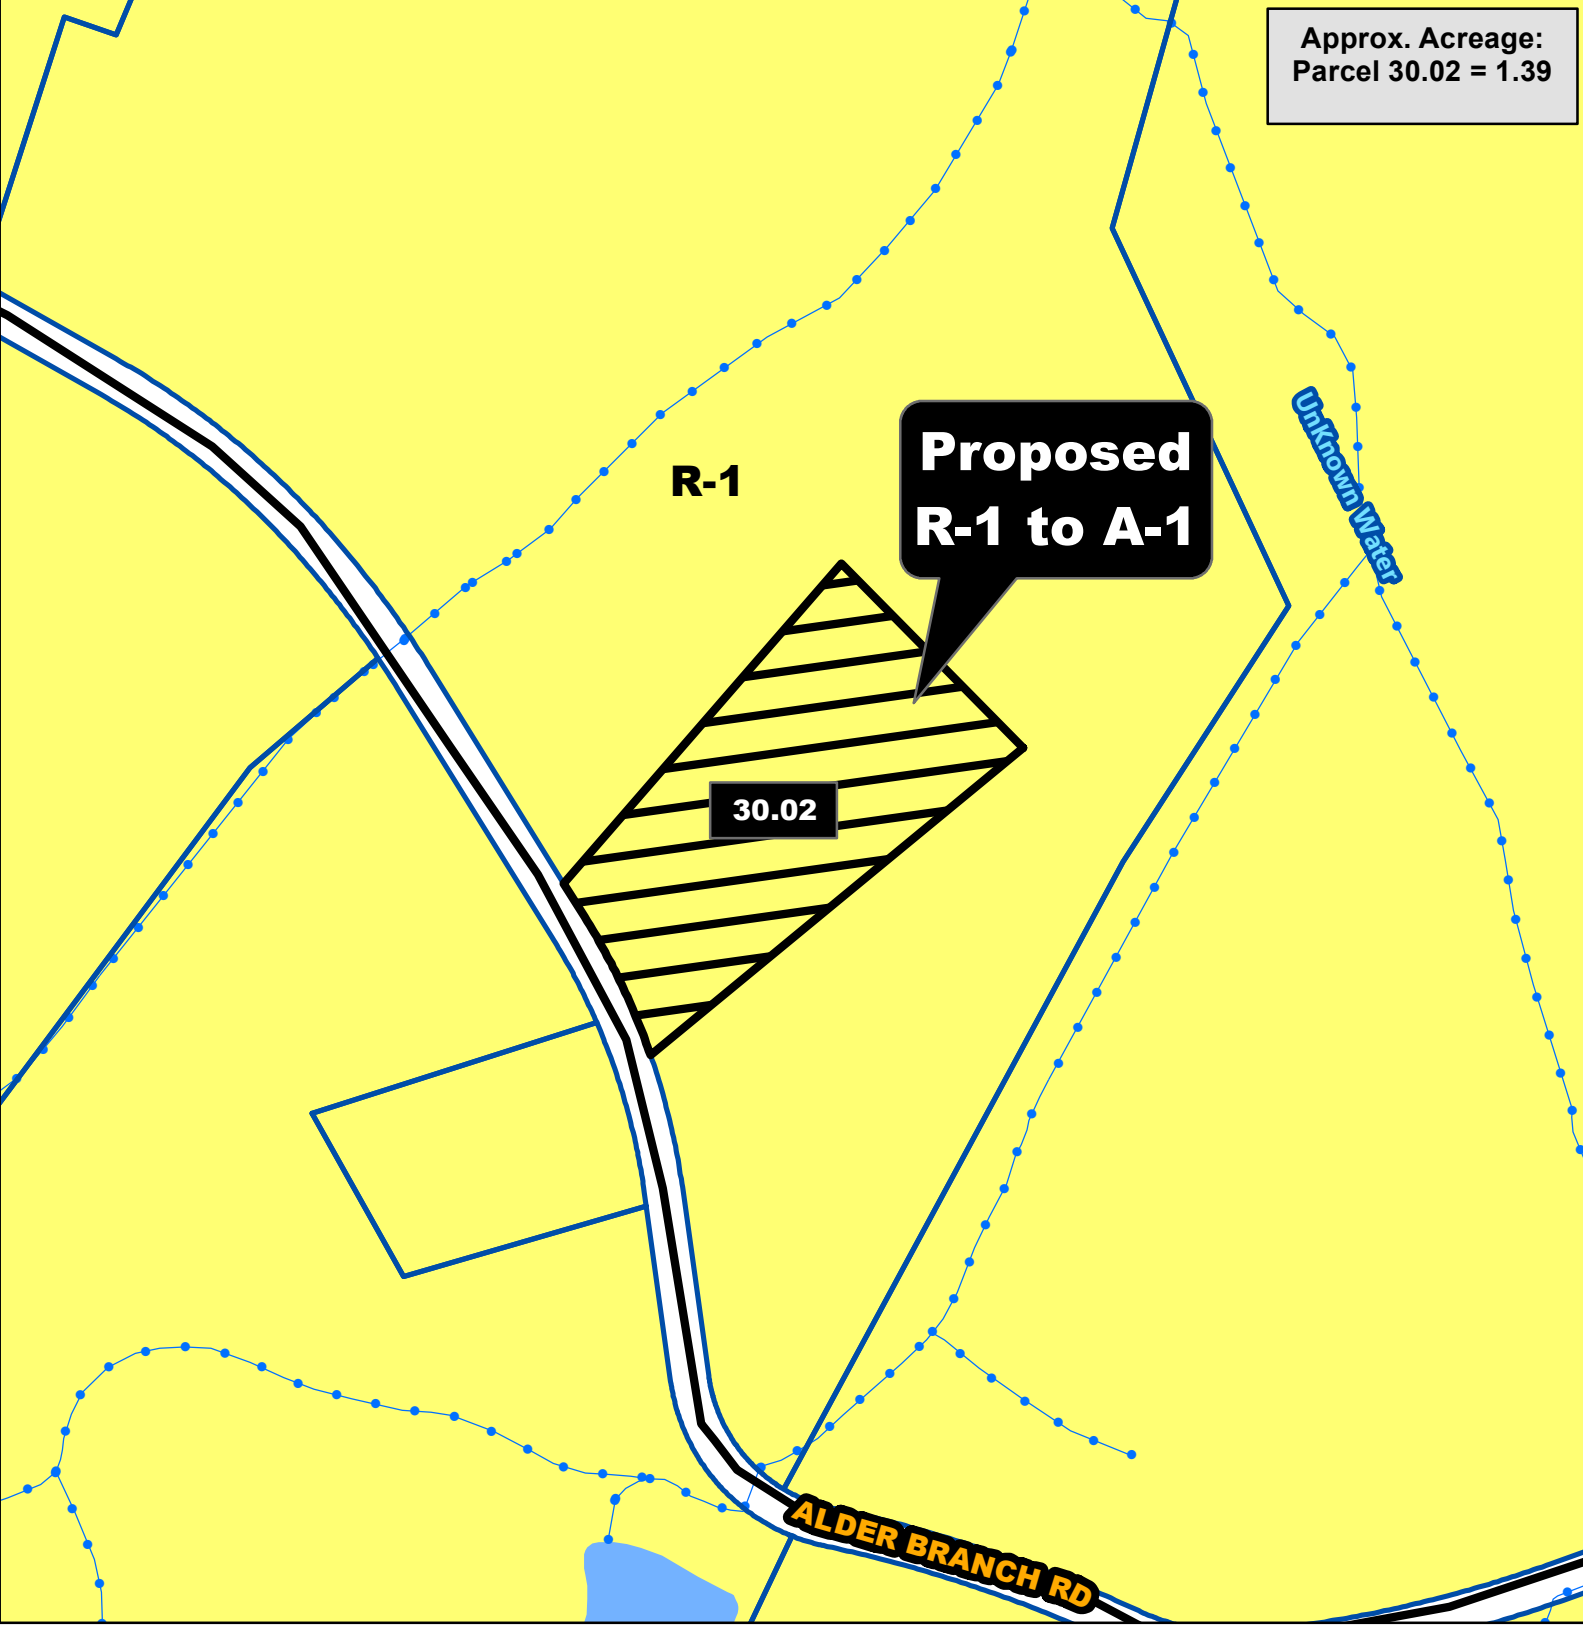 Approx. Acreage:
Parcel 30.02 = 1.39
UnKnown Water
Proposed
R-1 to A-1
R-1
30.02
ALDER BRANCH RD